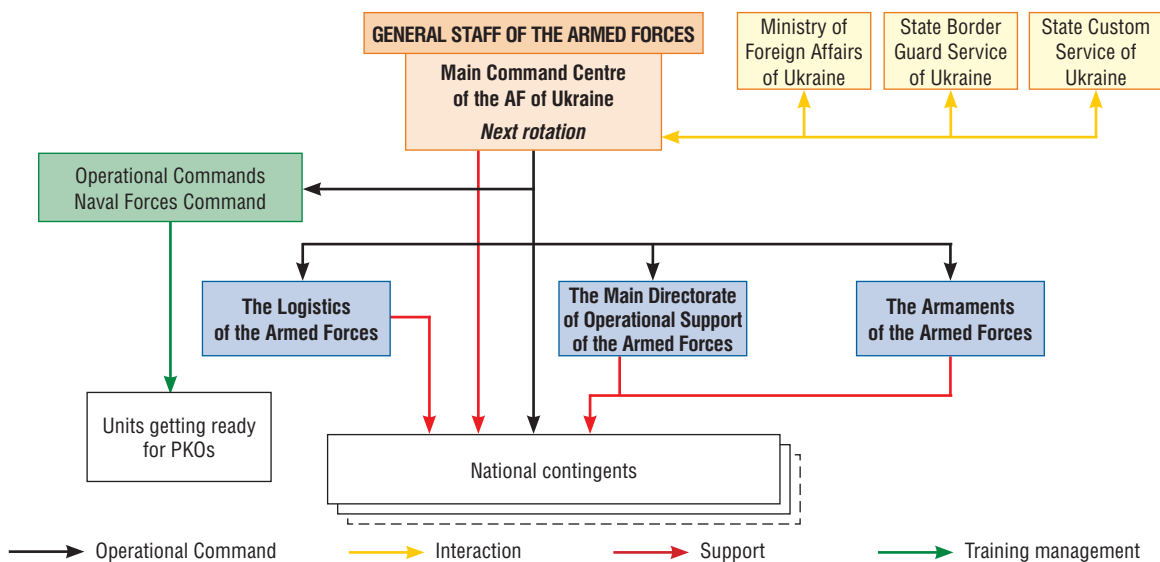 GENERAL STAFF OF THE ARMED FORCES
Main Command Centre
of the AF of Ukraine
Next rotation
Ministry of
Foreign Affairs
of Ukraine
State Border
Guard Service
of Ukraine
State Custom
Service of
Ukraine
Operational Commands
Naval Forces Command
The Logistics
of the Armed Forces
The Main Directorate
of Operational Support
of the Armed Forces
The Armaments
of the Armed Forces
Units getting ready
for PKOs
National contingents
Operational Command
Interaction
Support
Training management